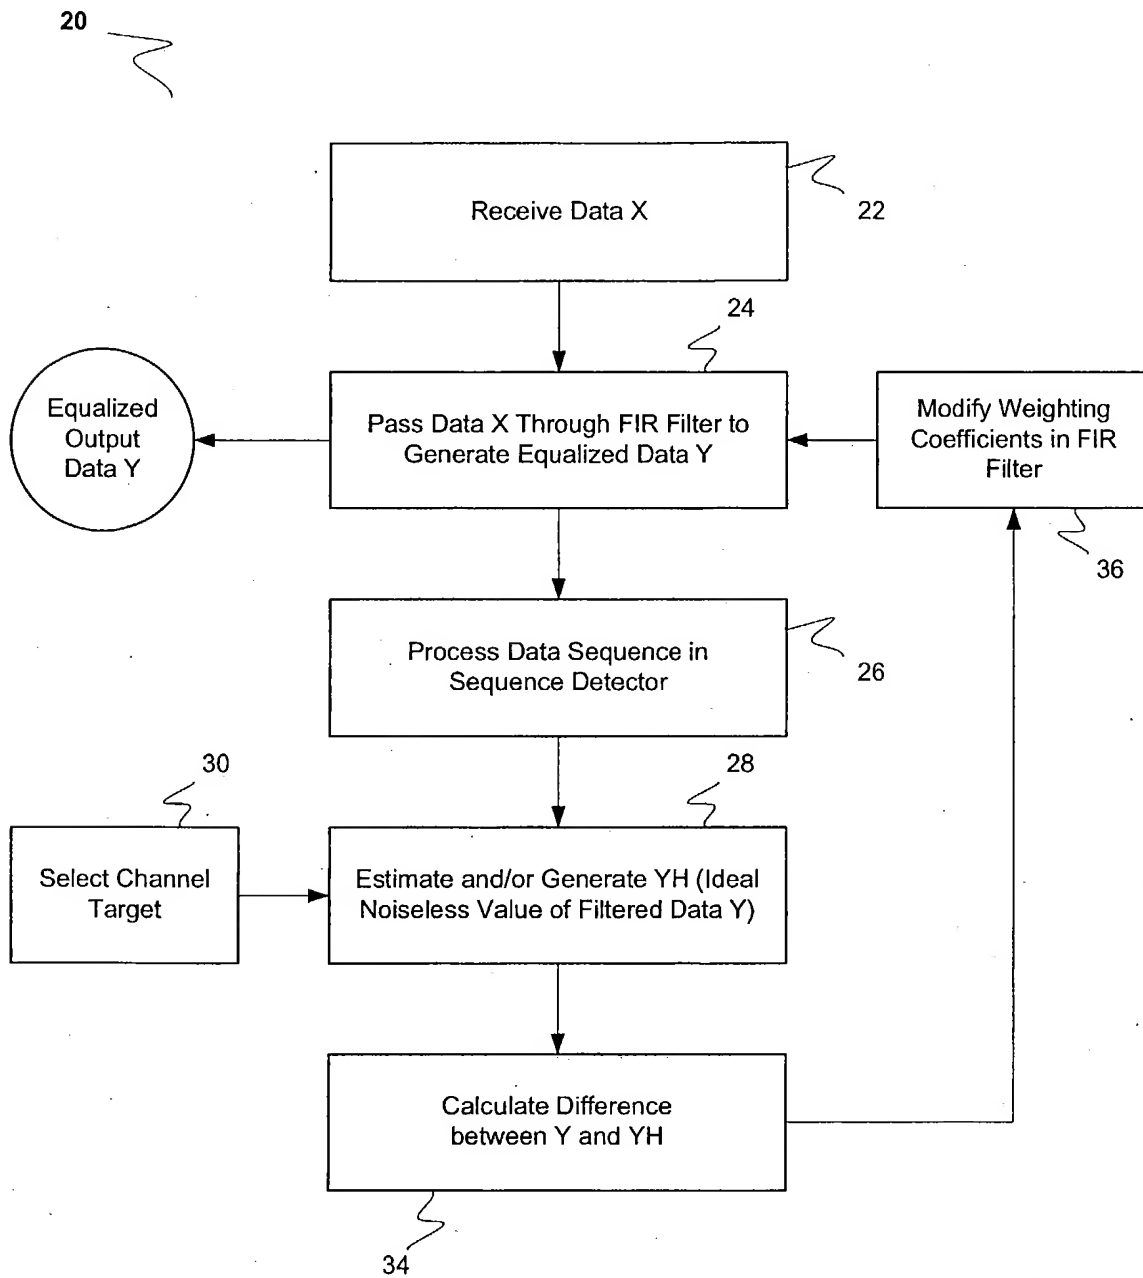 20
Receive Data X
22
24
Equalized
Output
Data Y
Pass Data X Through FIR Filter to
Generate Equalized Data Y
Modify Weighting
Coefficients in FIR
Filter
36
Process Data Sequence in
Sequence Detector
26
30
28
Select Channel
Target
Estimate and/or Generate YH (Ideal
Noiseless Value of Filtered Data Y)
Calculate Difference
between Y and YH
34